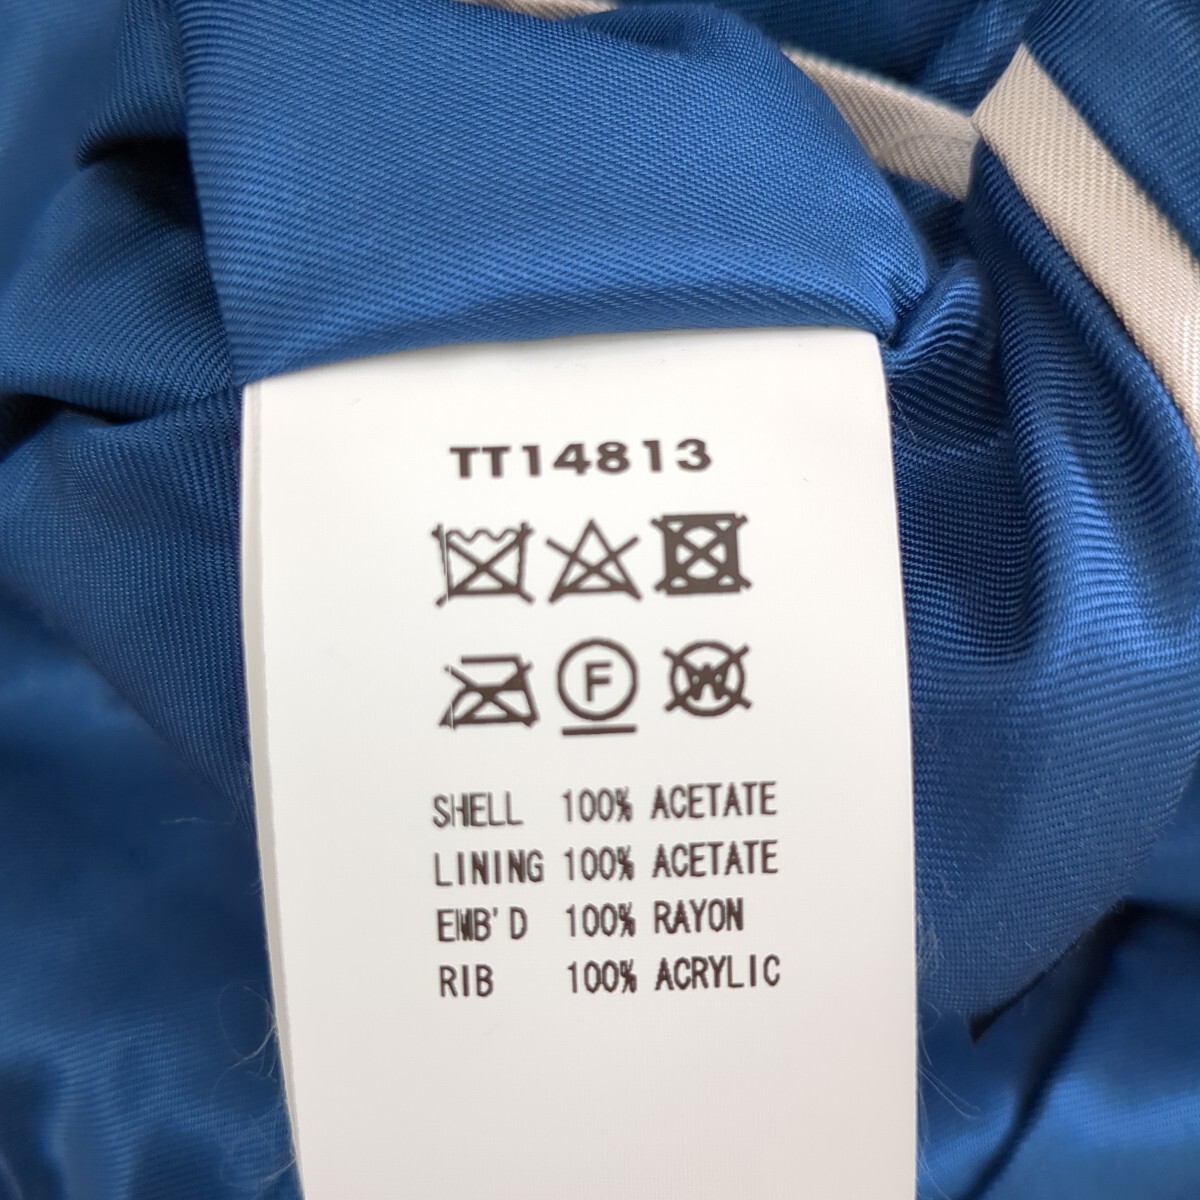 TT14813
F W
SHELL 100% ACETATE
LINING 100% ACETATE
EMB'D 100% RAYON
RIB 100% ACRYLIC